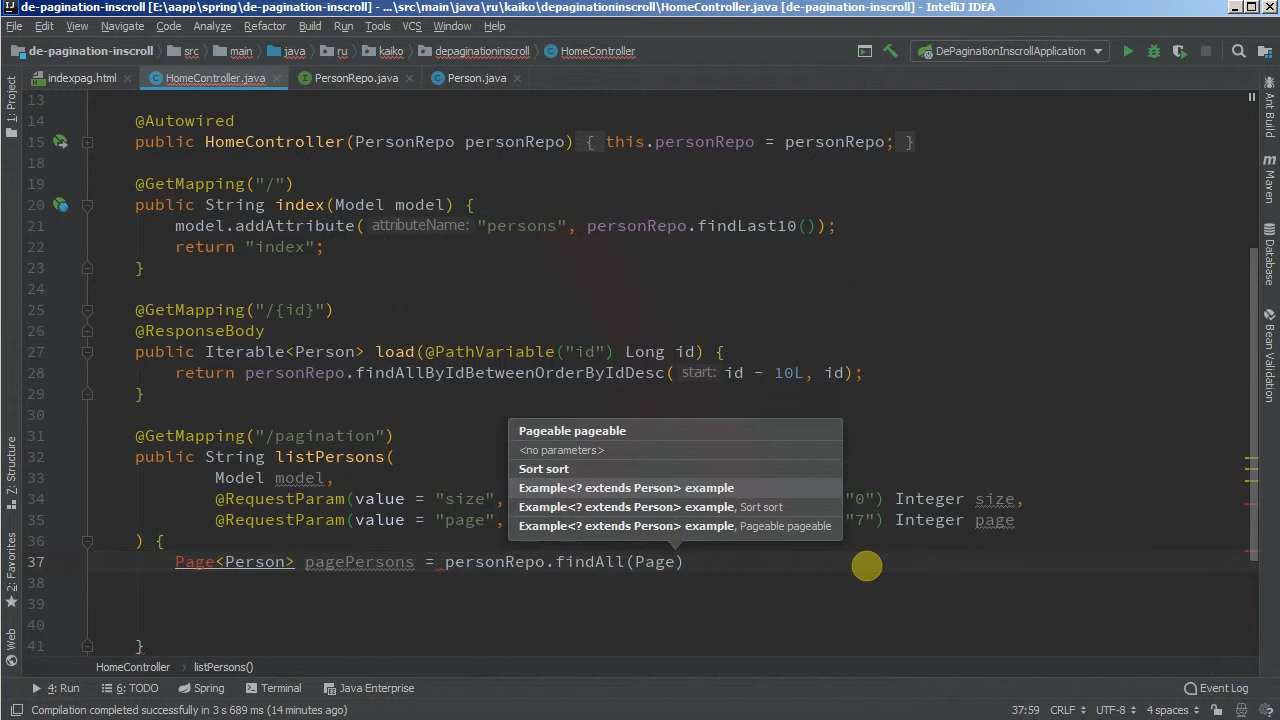 de-pagination-inscroll [E:\aapp\spring\de-pagination-inscroll] - ...\src\main\java\ru\kaiko\depaginationinscroll\HomeController.java [de-pagination-inscroll] - IntelliJ IDEA
File Edit View Navigate Code Analyze Refactor Build Run Tools VCS Window Help
de-pagination-inscroll src main java ru kaiko depaginationinscroll HomeController DePaginationInscrollApplication
indexpag.html HomeController.java PersonRepo.java Person.java
13
14 @Autowired
15 public HomeController(PersonRepo personRepo) { this.personRepo = personRepo; }
18
19 @GetMapping("/")
20 public String index(Model model) {
21 model.addAttribute( attributeName: "persons", personRepo.findLast10());
22 return "index";
23 }
24
25 @GetMapping("/{id}")
26 @ResponseBody
27 public Iterable<Person> load(@PathVariable("id") Long id) {
28 return personRepo.findAllByIdBetweenOrderByIdDesc( start: id - 10L, id);
29 }
30
31 @GetMapping("/pagination")
32 public String listPersons(
33 Model model,
34 @RequestParam(value = "size", "0") Integer size,
35 @RequestParam(value = "page", "7") Integer page
36 ) {
37 Page<Person> pagePersons = personRepo.findAll(Page)
38
39
40
41 }
Pageable pageable
<no parameters>
Sort sort
Example<? extends Person> example
Example<? extends Person> example, Sort sort
Example<? extends Person> example, Pageable pageable
1: Project
7: Structure
2: Favorites
Web
Ant Build
Maven
Database
Bean Validation
HomeController listPersons()
4: Run 6: TODO Spring Terminal Java Enterprise Event Log
Compilation completed successfully in 3 s 689 ms (14 minutes ago) 37:59 CRLF UTF-8 4 spaces